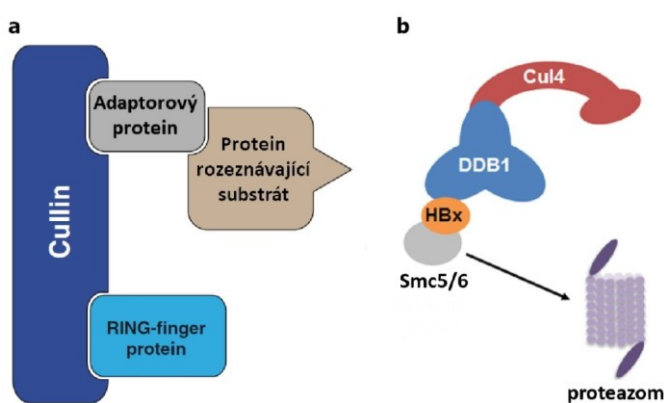 a
Adaptorový
protein
Protein
rozeznávající
substrát
Cullin
RING-finger
protein
b
Cul4
DDB1
HBx
Smc5/6
proteazom